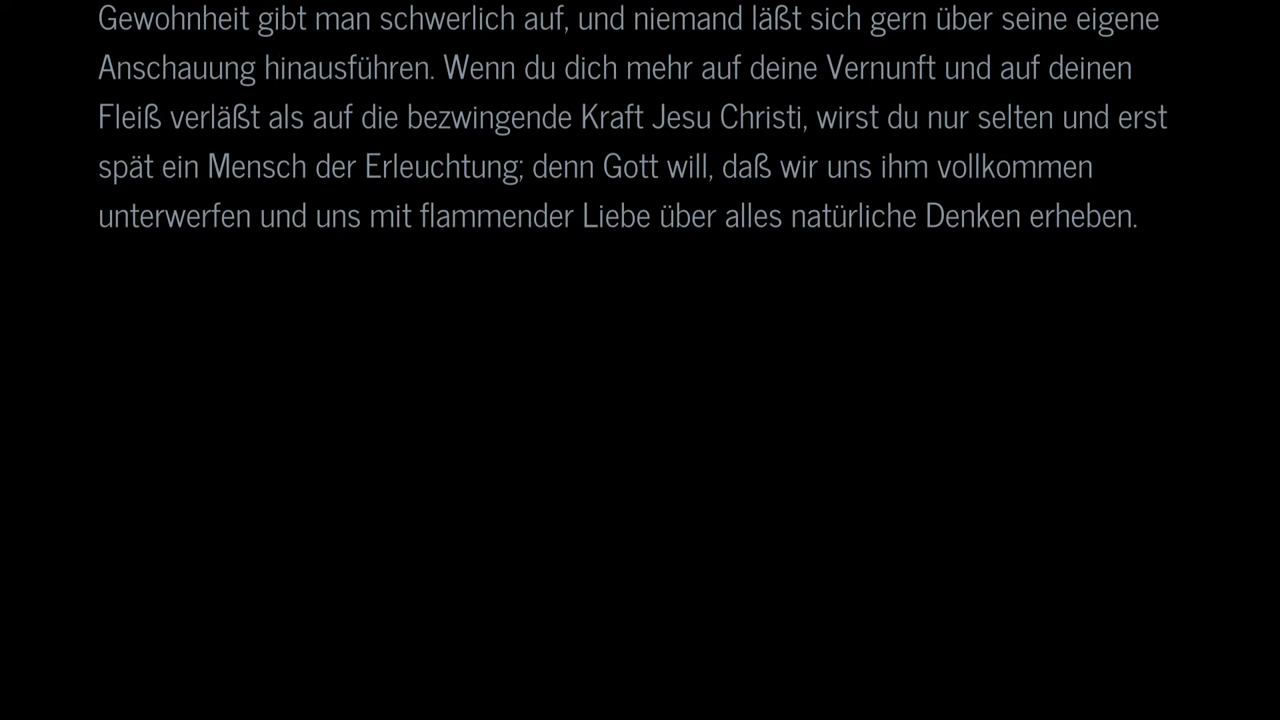 Gewohnheit gibt man schwerlich auf, und niemand läßt sich gern über seine eigene
Anschauung hinausführen. Wenn du dich mehr auf deine Vernunft und auf deinen
Fleiß verläßt als auf die bezwingende Kraft Jesu Christi, wirst du nur selten und erst
spät ein Mensch der Erleuchtung; denn Gott will, daß wir uns ihm vollkommen
unterwerfen und uns mit flammender Liebe über alles natürliche Denken erheben.